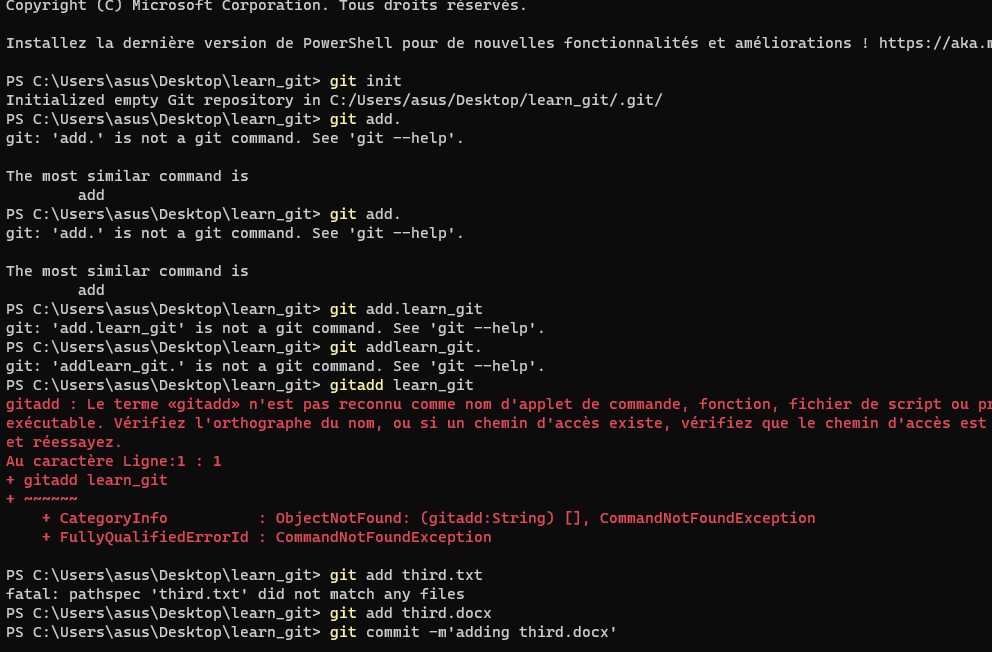 Copyright (C) Microsoft Corporation. Tous droits réservés.
Installez la dernière version de PowerShell pour de nouvelles fonctionnalités et améliorations ! https://aka.m
PS C:\Users\asus\Desktop\learn_git> git init
Initialized empty Git repository in C:/Users/asus/Desktop/learn_git/.git/
PS C:\Users\asus\Desktop\learn_git> git add.
git: 'add.' is not a git command. See 'git --help'.
The most similar command is
        add
PS C:\Users\asus\Desktop\learn_git> git add.
git: 'add.' is not a git command. See 'git --help'.
The most similar command is
        add
PS C:\Users\asus\Desktop\learn_git> git add.learn_git
git: 'add.learn_git' is not a git command. See 'git --help'.
PS C:\Users\asus\Desktop\learn_git> git addlearn_git.
git: 'addlearn_git.' is not a git command. See 'git --help'.
PS C:\Users\asus\Desktop\learn_git> gitadd learn_git
gitadd : Le terme «gitadd» n'est pas reconnu comme nom d'applet de commande, fonction, fichier de script ou pr
exécutable. Vérifiez l'orthographe du nom, ou si un chemin d'accès existe, vérifiez que le chemin d'accès est
et réessayez.
Au caractère Ligne:1 : 1
+ gitadd learn_git
+ ~~~~~~
    + CategoryInfo          : ObjectNotFound: (gitadd:String) [], CommandNotFoundException
    + FullyQualifiedErrorId : CommandNotFoundException
PS C:\Users\asus\Desktop\learn_git> git add third.txt
fatal: pathspec 'third.txt' did not match any files
PS C:\Users\asus\Desktop\learn_git> git add third.docx
PS C:\Users\asus\Desktop\learn_git> git commit -m'adding third.docx'